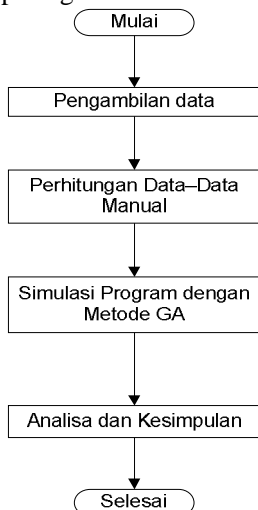 Mulai
Pengambilan data
Perhitungan Data–Data
Manual
Simulasi Program dengan
Metode GA
Analisa dan Kesimpulan
Selesai